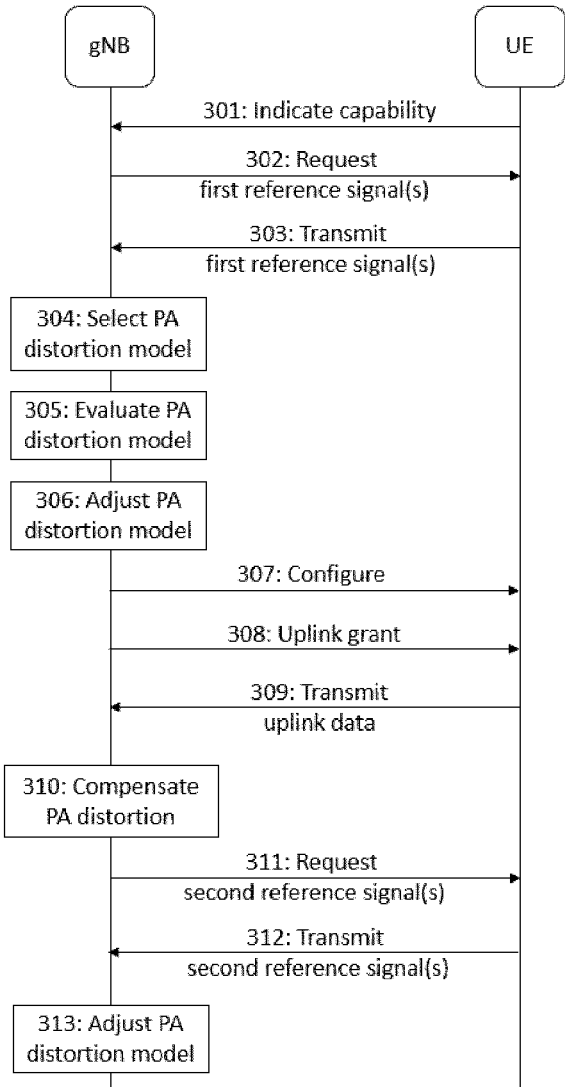 gNB
UE
301: Indicate capability
302: Request
first reference signal(s)
303: Transmit
first reference signal(s)
304: Select PA
distortion model
305: Evaluate PA
distortion model
306: Adjust PA
distortion model
307: Configure
308: Uplink grant
309: Transmit
uplink data
310: Compensate
PA distortion
311: Request
second reference signal(s)
312: Transmit
second reference signal(s)
313: Adjust PA
distortion model